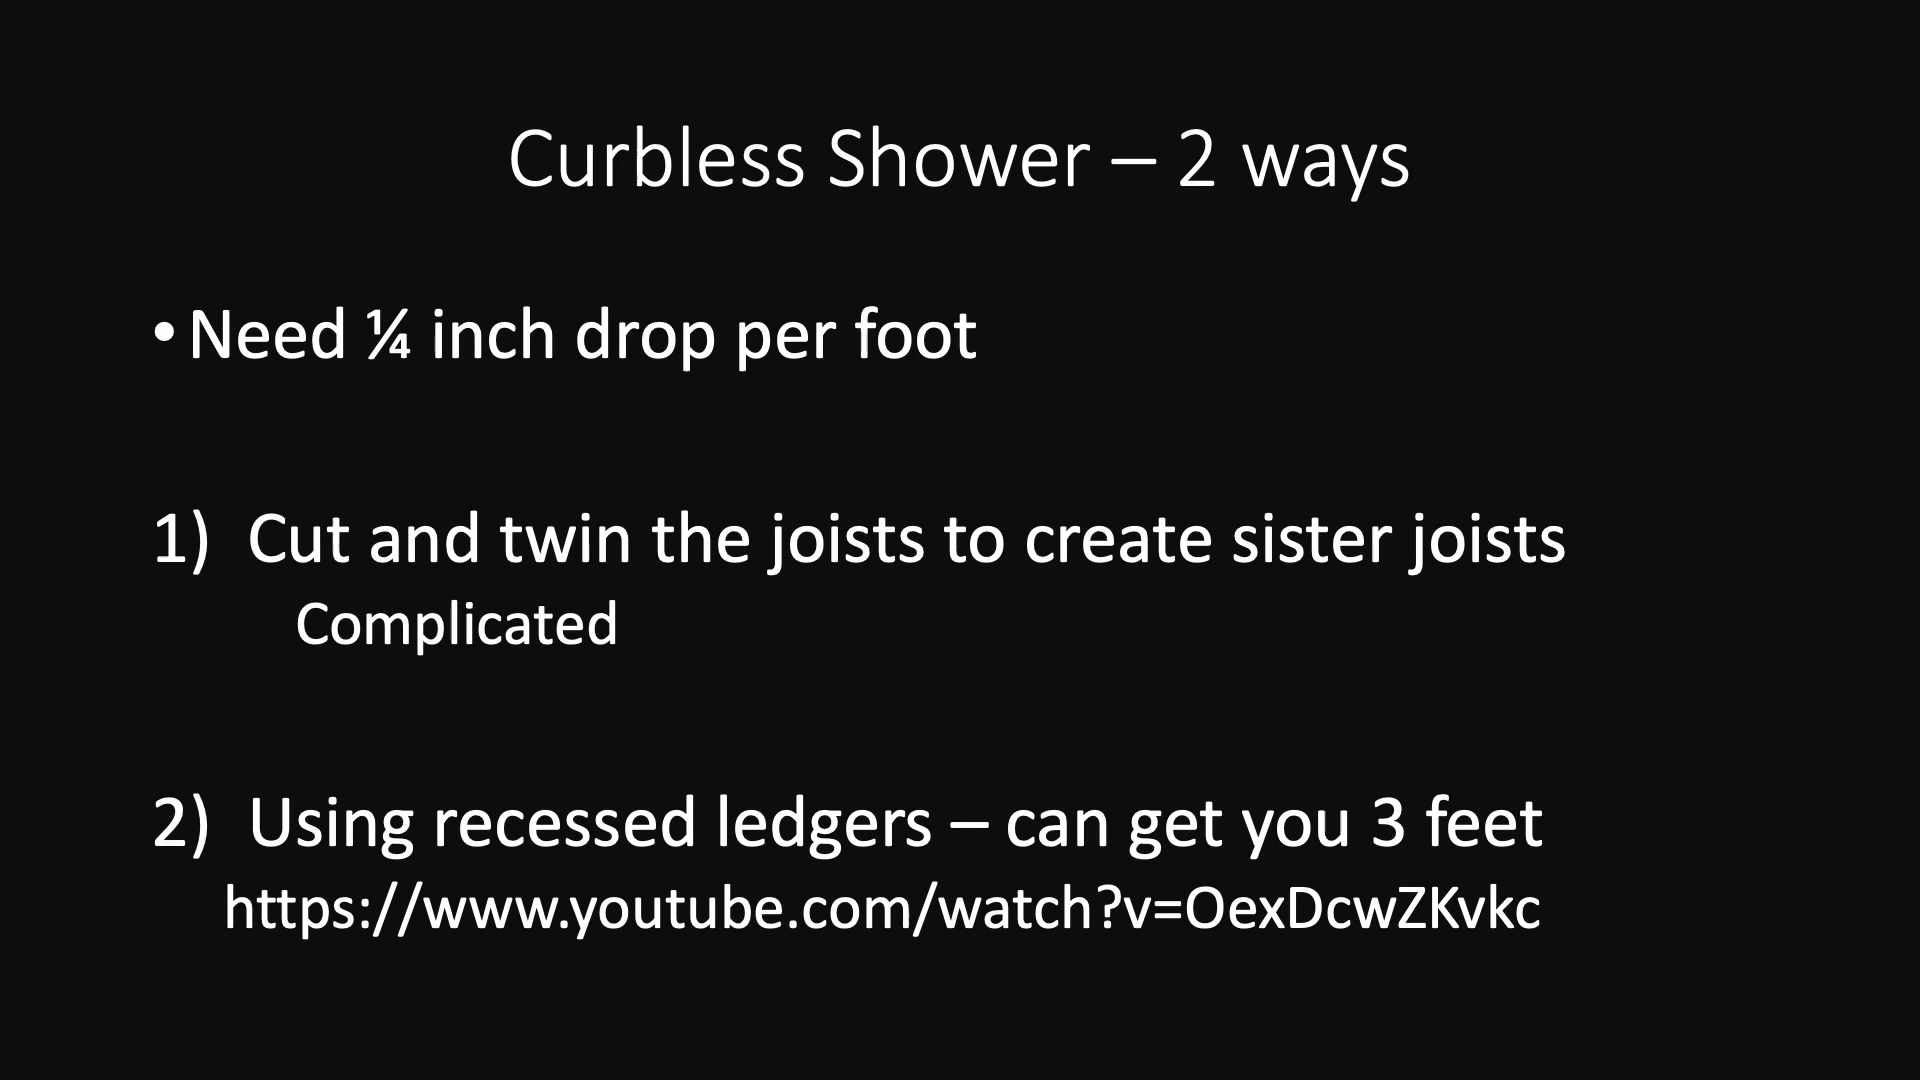 Curbless Shower – 2 ways
• Need ¼ inch drop per foot
1) Cut and twin the joists to create sister joists
Complicated
2) Using recessed ledgers – can get you 3 feet
https://www.youtube.com/watch?v=OexDcwZKvkc